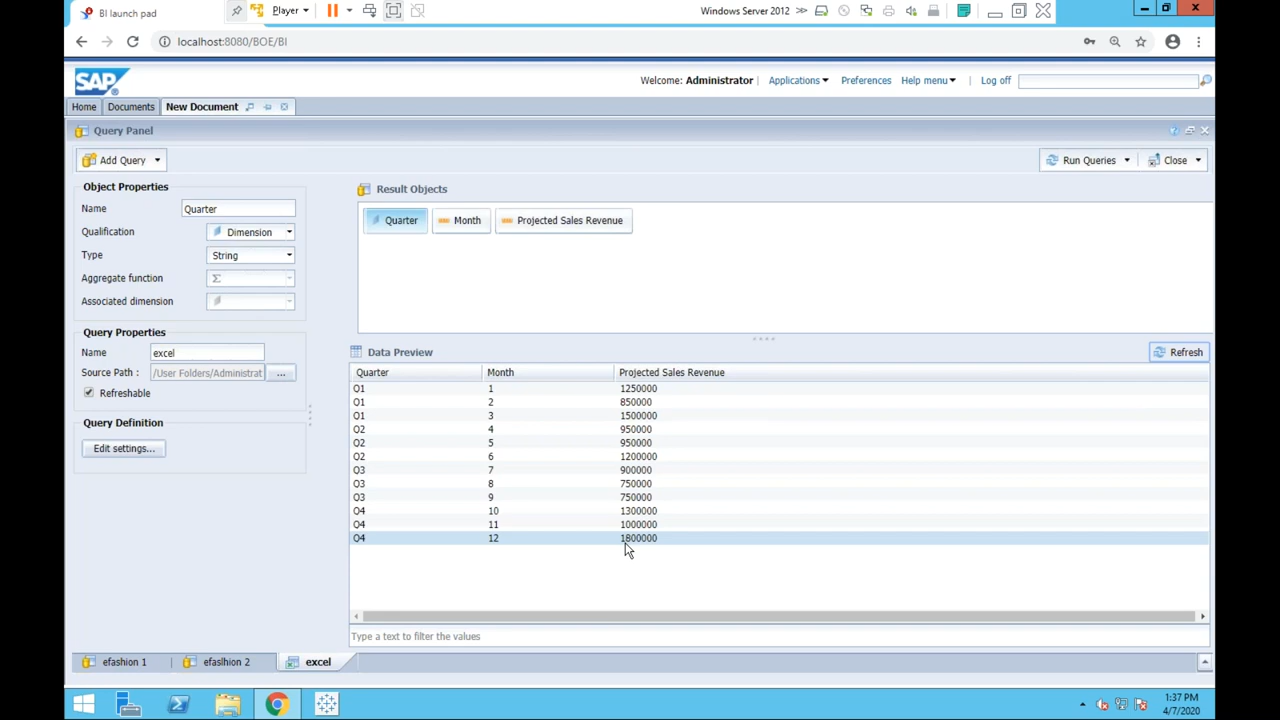 BI launch pad
Player
Windows Server 2012
localhost:8080/BOE/BI
SAP
Welcome: Administrator | Applications Preferences Help menu | Log off
Home Documents New Document
Query Panel
Add Query
Run Queries Close
Object Properties
Name Quarter
Qualification Dimension
Type String
Aggregate function Σ
Associated dimension
Query Properties
Name excel
Source Path : /User Folders/Administrat ...
Refreshable
Query Definition
Edit settings...
Result Objects
Quarter Month Projected Sales Revenue
Data Preview
Refresh
Quarter Month Projected Sales Revenue
Q1 1 1250000
Q1 2 850000
Q1 3 1500000
Q2 4 950000
Q2 5 950000
Q2 6 1200000
Q3 7 900000
Q3 8 750000
Q3 9 750000
Q4 10 1300000
Q4 11 1000000
Q4 12 1800000
Type a text to filter the values
efashion 1 | efaslhion 2 excel
1:37 PM
4/7/2020